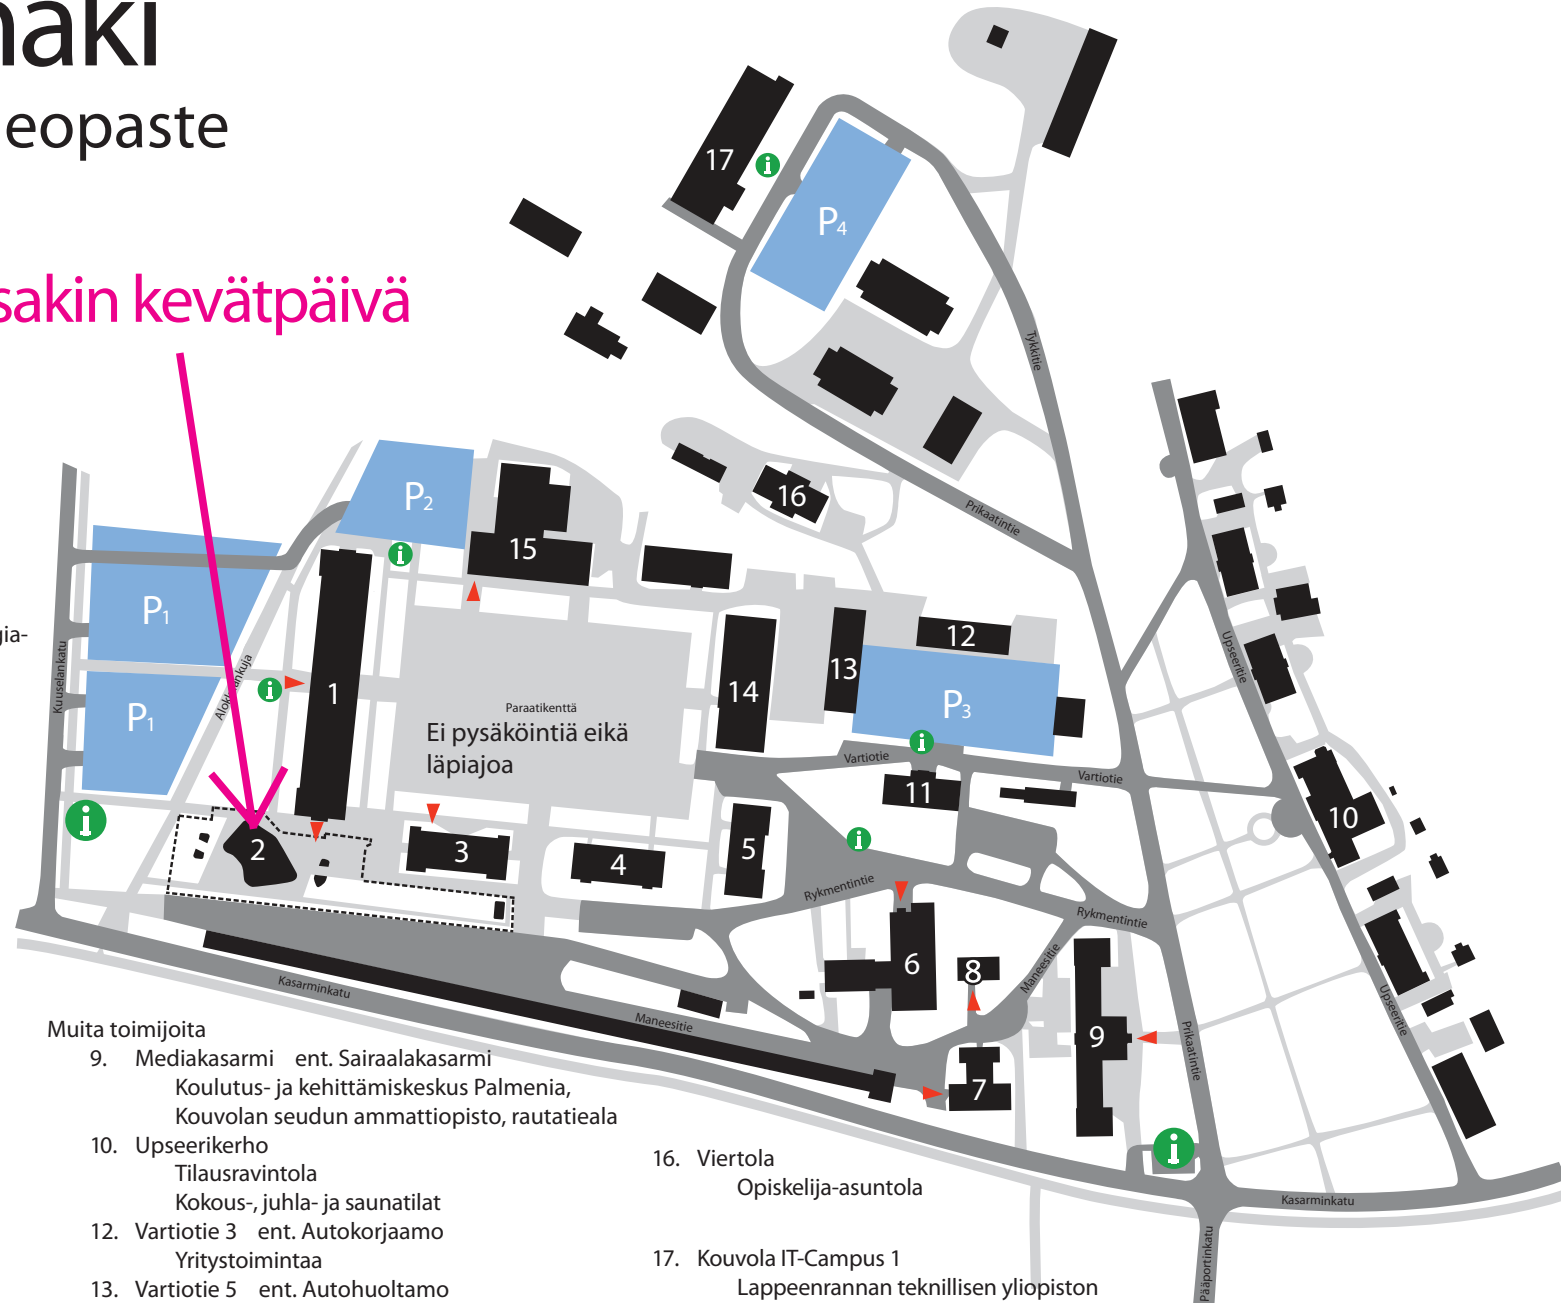 näki
eopaste
sakin kevätpäivä
gia-
17
P4
Tykkitie
P2
15
16
Prikaatintie
P1
Kuuselankatu
1
14
13
12
P3
Upseeritie
P1
Paraatikenttä
Ei pysäköintiä eikä
läpiajoa
Vartiotie
Vartiotie
11
10
2
3
4
5
Rykmentintie
Rykmentintie
6
8
Maneesitie
9
7
Prikaatintie
Upseeritie
Kasarminkatu
Maneesitie
Kasarminkatu
Pääportinkatu
Muita toimijoita
9. Mediakasarmi ent. Sairaalakasarmi
Koulutus- ja kehittämiskeskus Palmenia,
Kouvolan seudun ammattiopisto, rautatieala
10. Upseerikerho
Tilausravintola
Kokous-, juhla- ja saunatilat
12. Vartiotie 3 ent. Autokorjaamo
Yritystoimintaa
13. Vartiotie 5 ent. Autohuoltamo
16. Viertola
Opiskelija-asuntola
17. Kouvola IT-Campus 1
Lappeenrannan teknillisen yliopiston